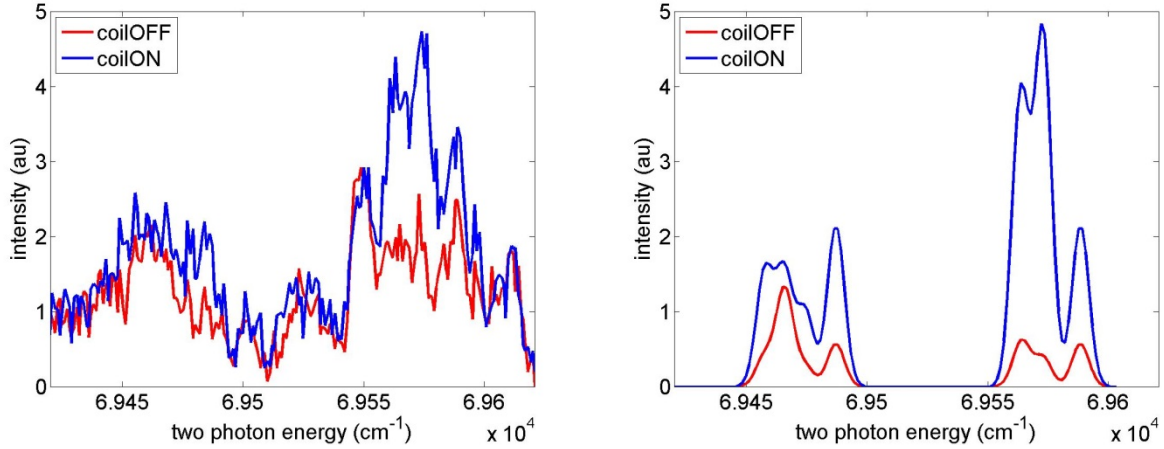 5
4
3
2
1
0
coilOFF
coilON
intensity (au)
6.945 6.95 6.955 6.96
two photon energy (cm⁻¹)
x 10⁴
5
4
3
2
1
0
coilOFF
coilON
intensity (au)
6.945 6.95 6.955 6.96
two photon energy (cm⁻¹)
x 10⁴